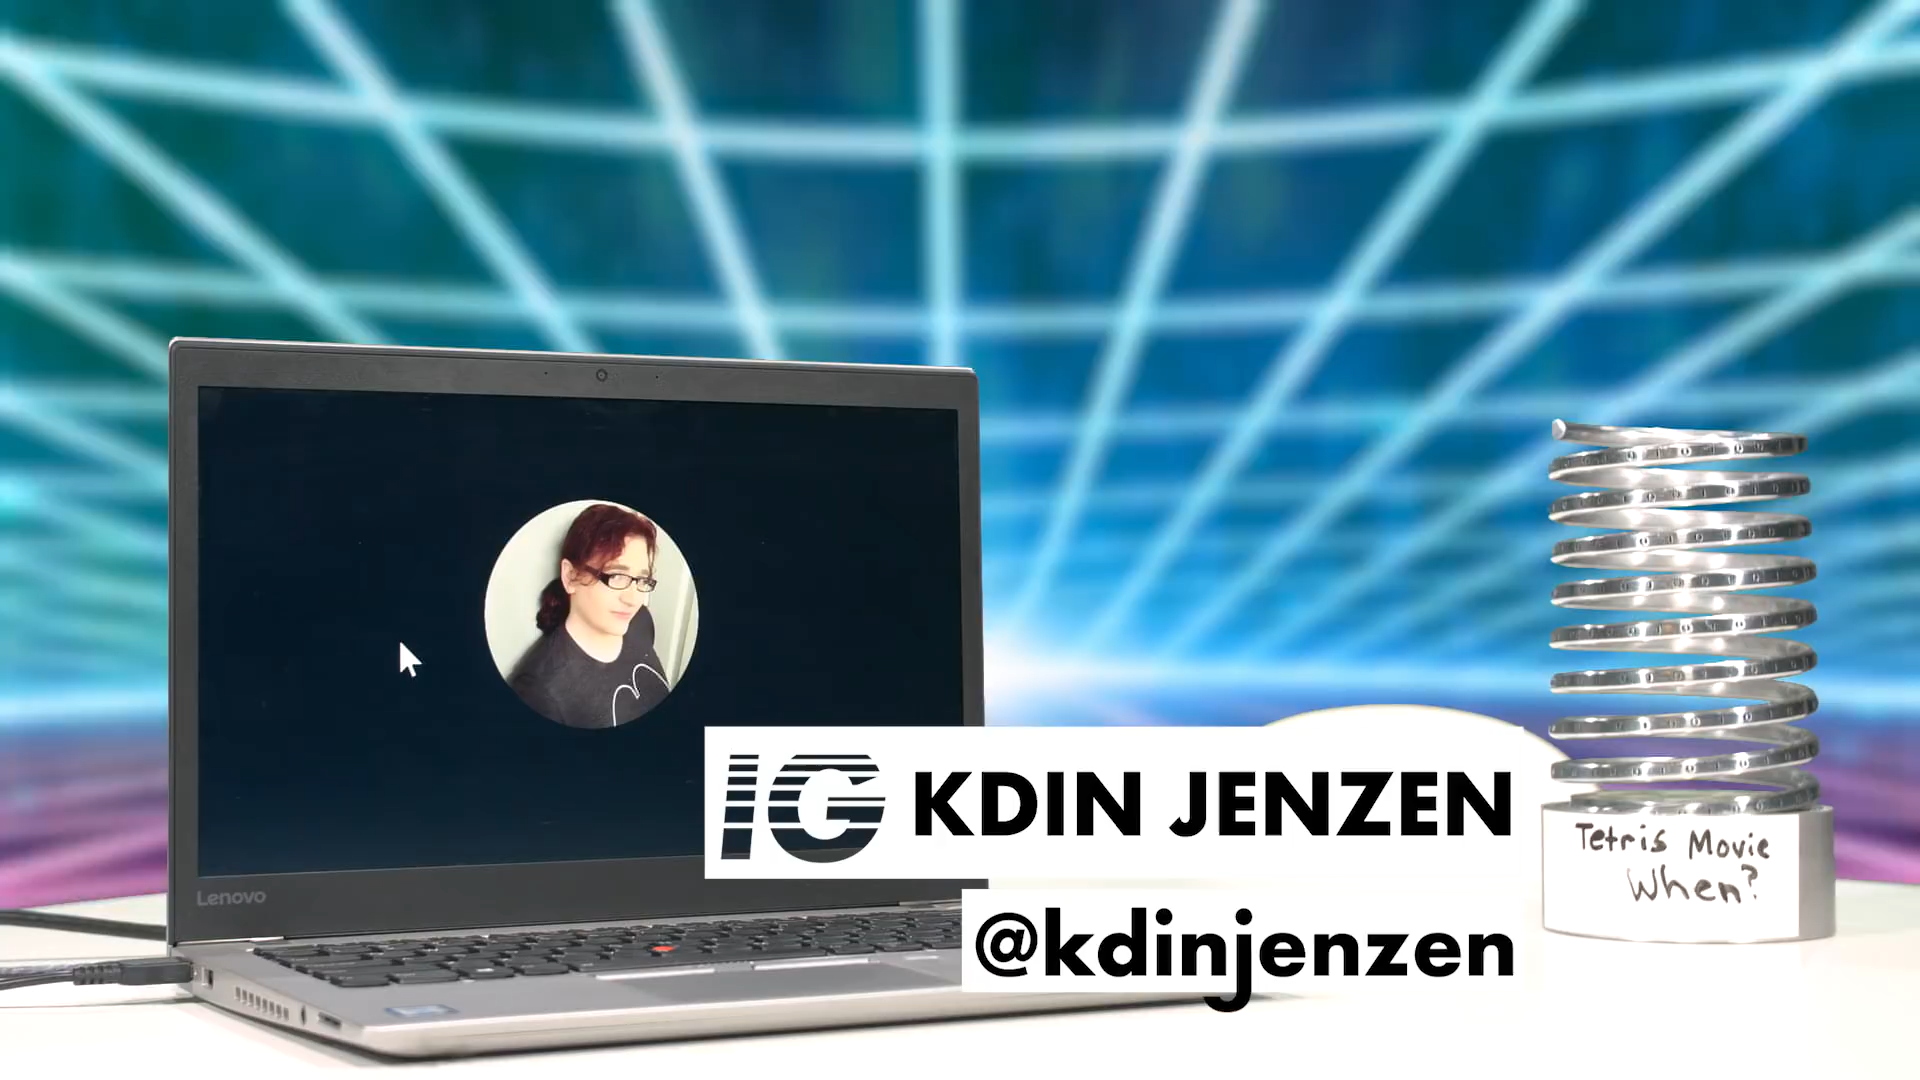 Lenovo
IG KDIN JENZEN
@kdinjenzen
Tetris Movie
When?